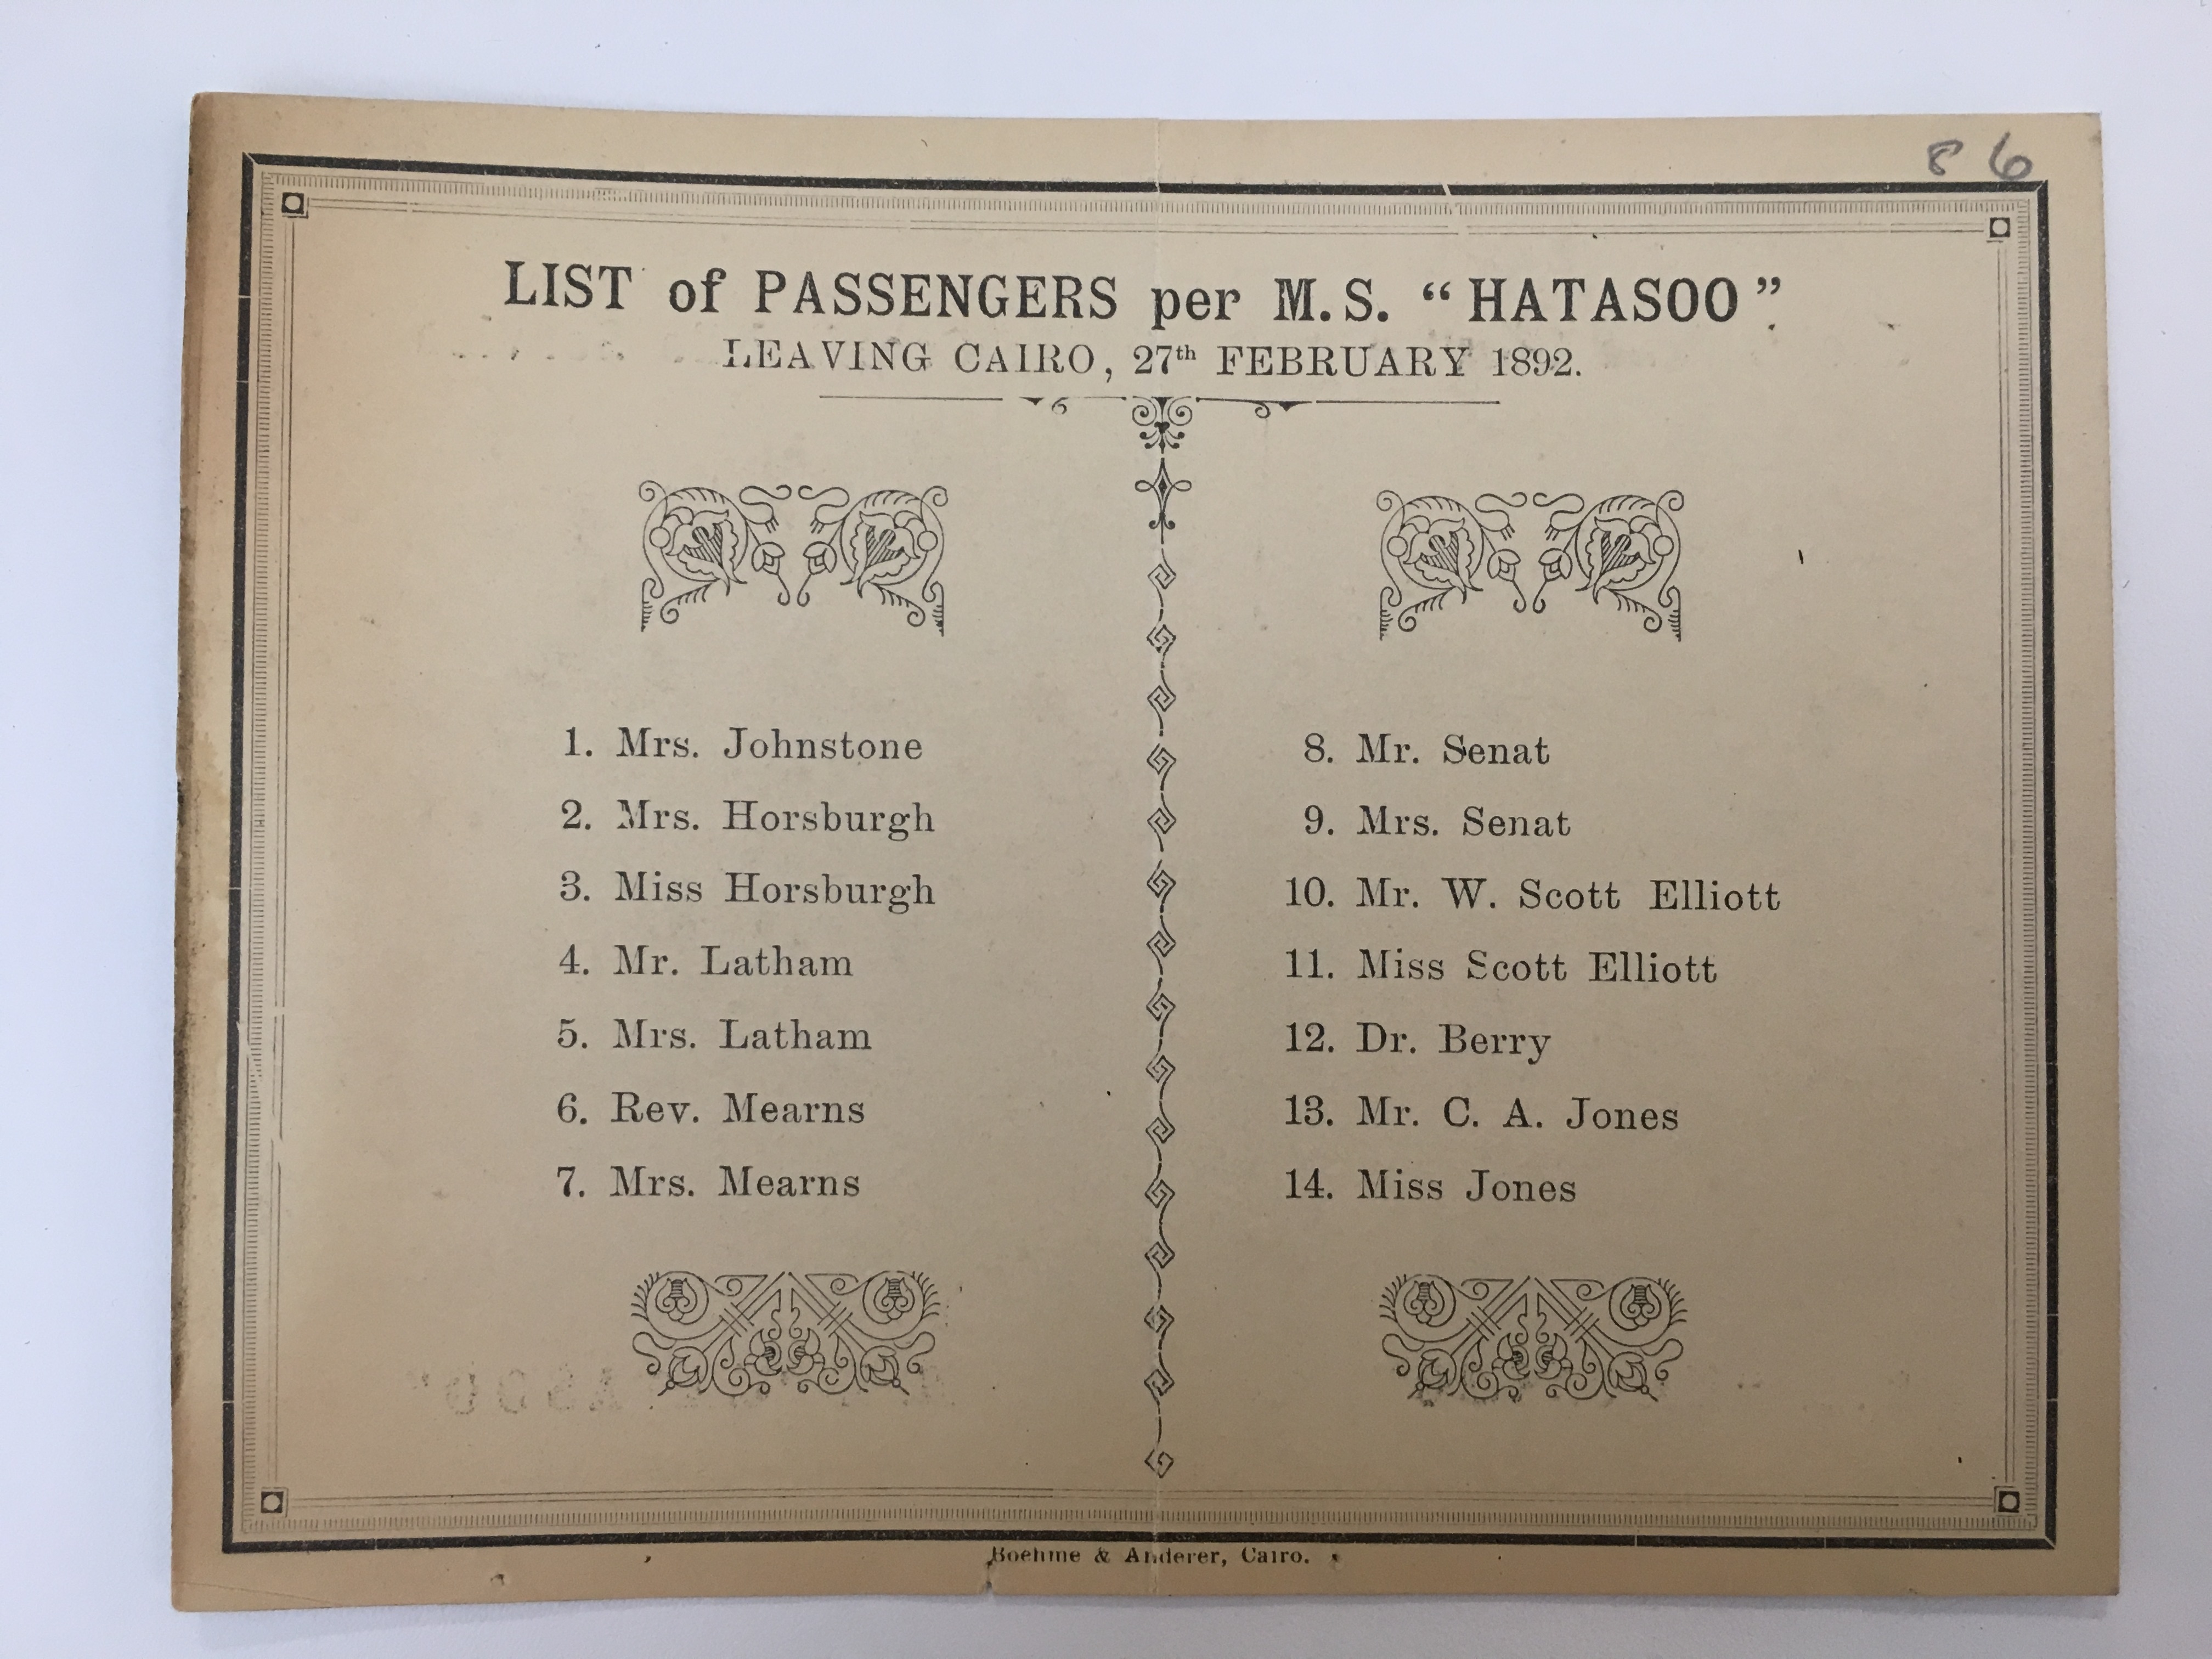 86
LIST of PASSENGERS per M.S. “HATASOO”
LEAVING CAIRO, 27th FEBRUARY 1892.
1. Mrs. Johnstone
2. Mrs. Horsburgh
3. Miss Horsburgh
4. Mr. Latham
5. Mrs. Latham
6. Rev. Mearns
7. Mrs. Mearns
8. Mr. Senat
9. Mrs. Senat
10. Mr. W. Scott Elliott
11. Miss Scott Elliott
12. Dr. Berry
13. Mr. C. A. Jones
14. Miss Jones
Boehme & Anderer, Cairo.